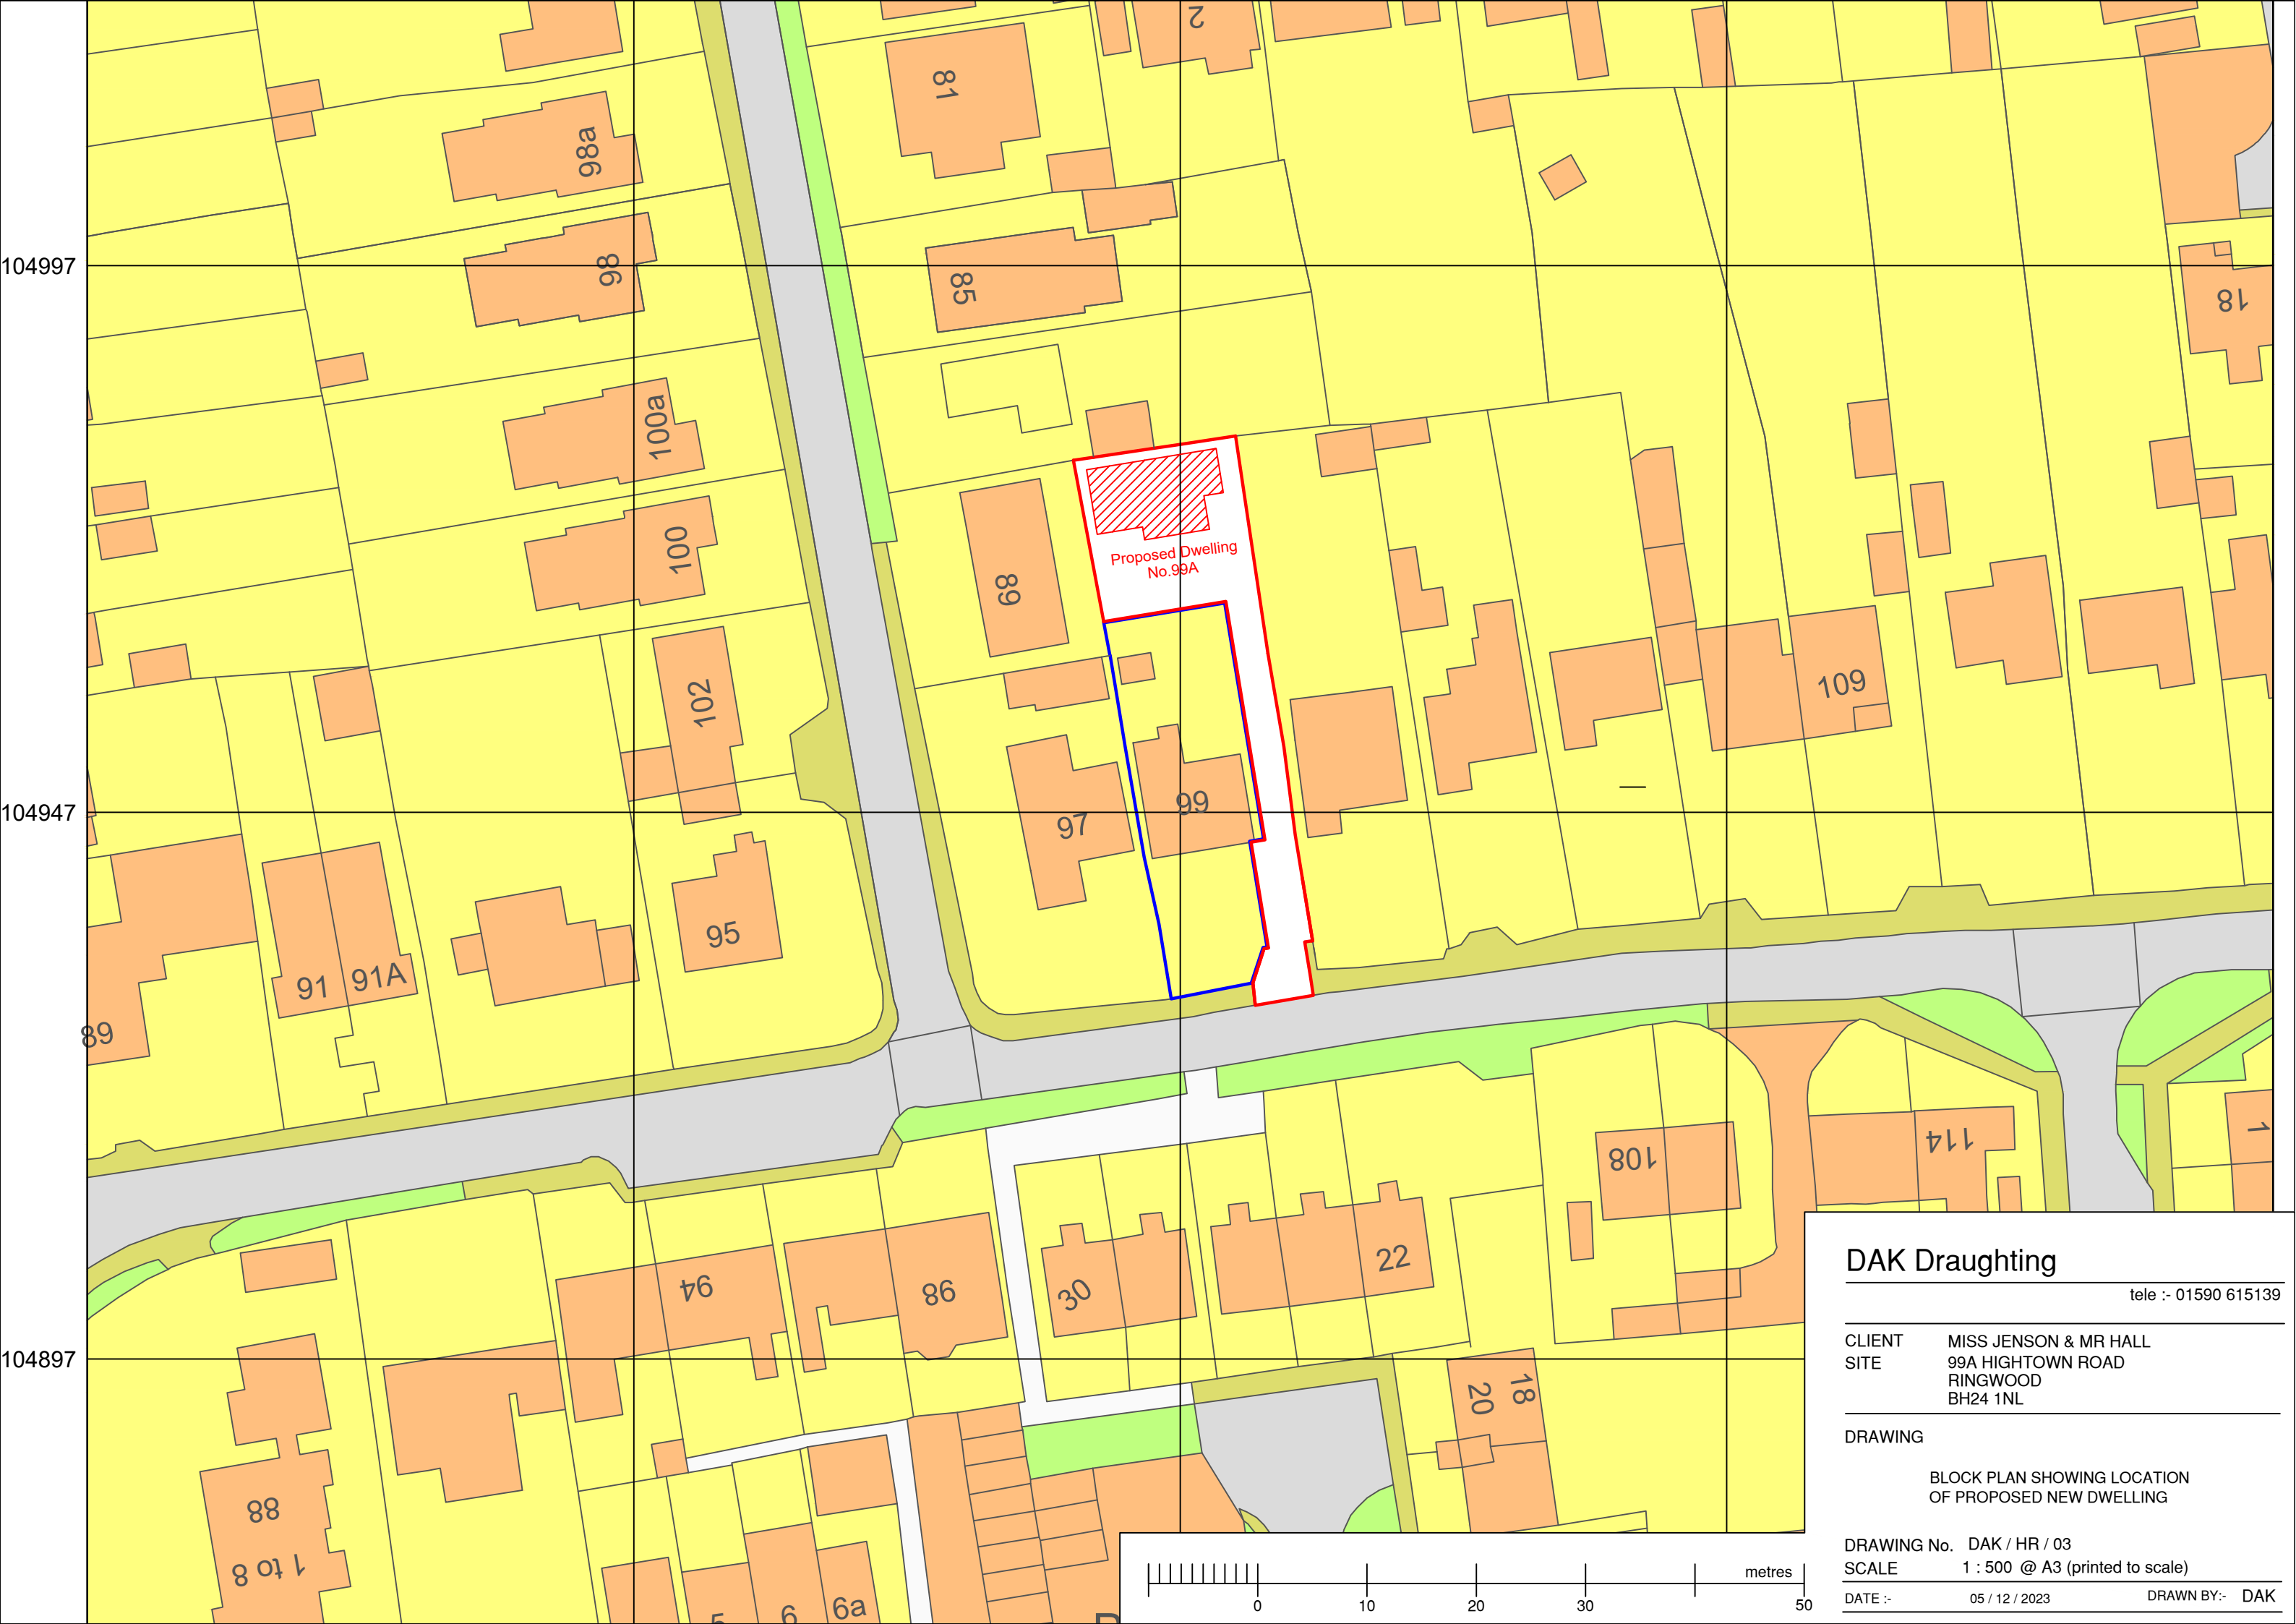 2
81
98a
104997
98
85
18
100a
100
89
Proposed Dwelling
No.99A
102
109
104947
97
99
95
91
91A
89
108
114
1
94
98
30
22
104897
20
18
88
1 to 8
5
6
6a
D
metres
0
10
20
30
50
DAK Draughting
tele :- 01590 615139
CLIENT MISS JENSON & MR HALL
SITE 99A HIGHTOWN ROAD
RINGWOOD
BH24 1NL
DRAWING
BLOCK PLAN SHOWING LOCATION
OF PROPOSED NEW DWELLING
DRAWING No. DAK / HR / 03
SCALE 1 : 500 @ A3 (printed to scale)
DATE :- 05 / 12 / 2023 DRAWN BY:- DAK